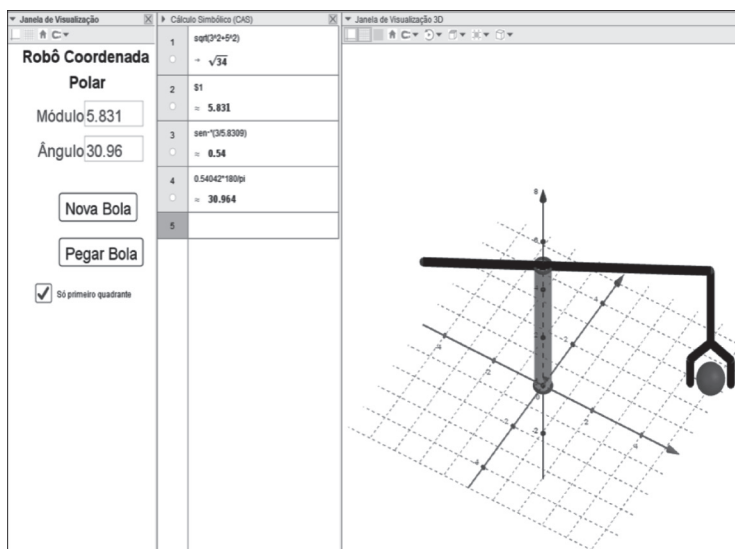 Janela de Visualização
Robô Coordenada
Polar
Módulo 5.831
Ângulo 30.96
Nova Bola
Pegar Bola
Só primeiro quadrante
Cálculo Simbólico (CAS)
1 sqrt(3^2+5^2)
→ √34
2 $1
≈ 5.831
3 sen⁻¹(3/5.8309)
≈ 0.54
4 0.54042*180/pi
≈ 30.964
5
Janela de Visualização 3D